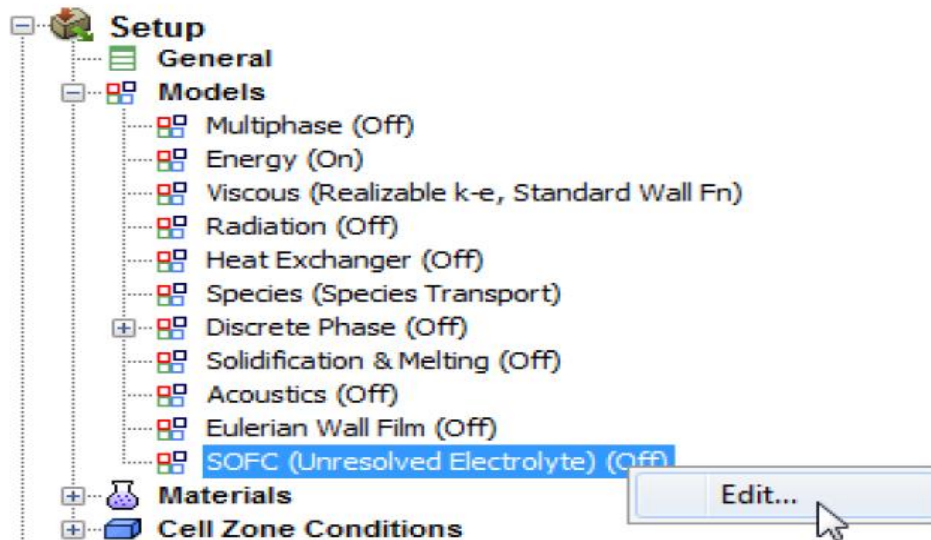 Setup
General
Models
Multiphase (Off)
Energy (On)
Viscous (Realizable k-e, Standard Wall Fn)
Radiation (Off)
Heat Exchanger (Off)
Species (Species Transport)
Discrete Phase (Off)
Solidification & Melting (Off)
Acoustics (Off)
Eulerian Wall Film (Off)
SOFC (Unresolved Electrolyte) (Off)
Edit...
Materials
Cell Zone Conditions